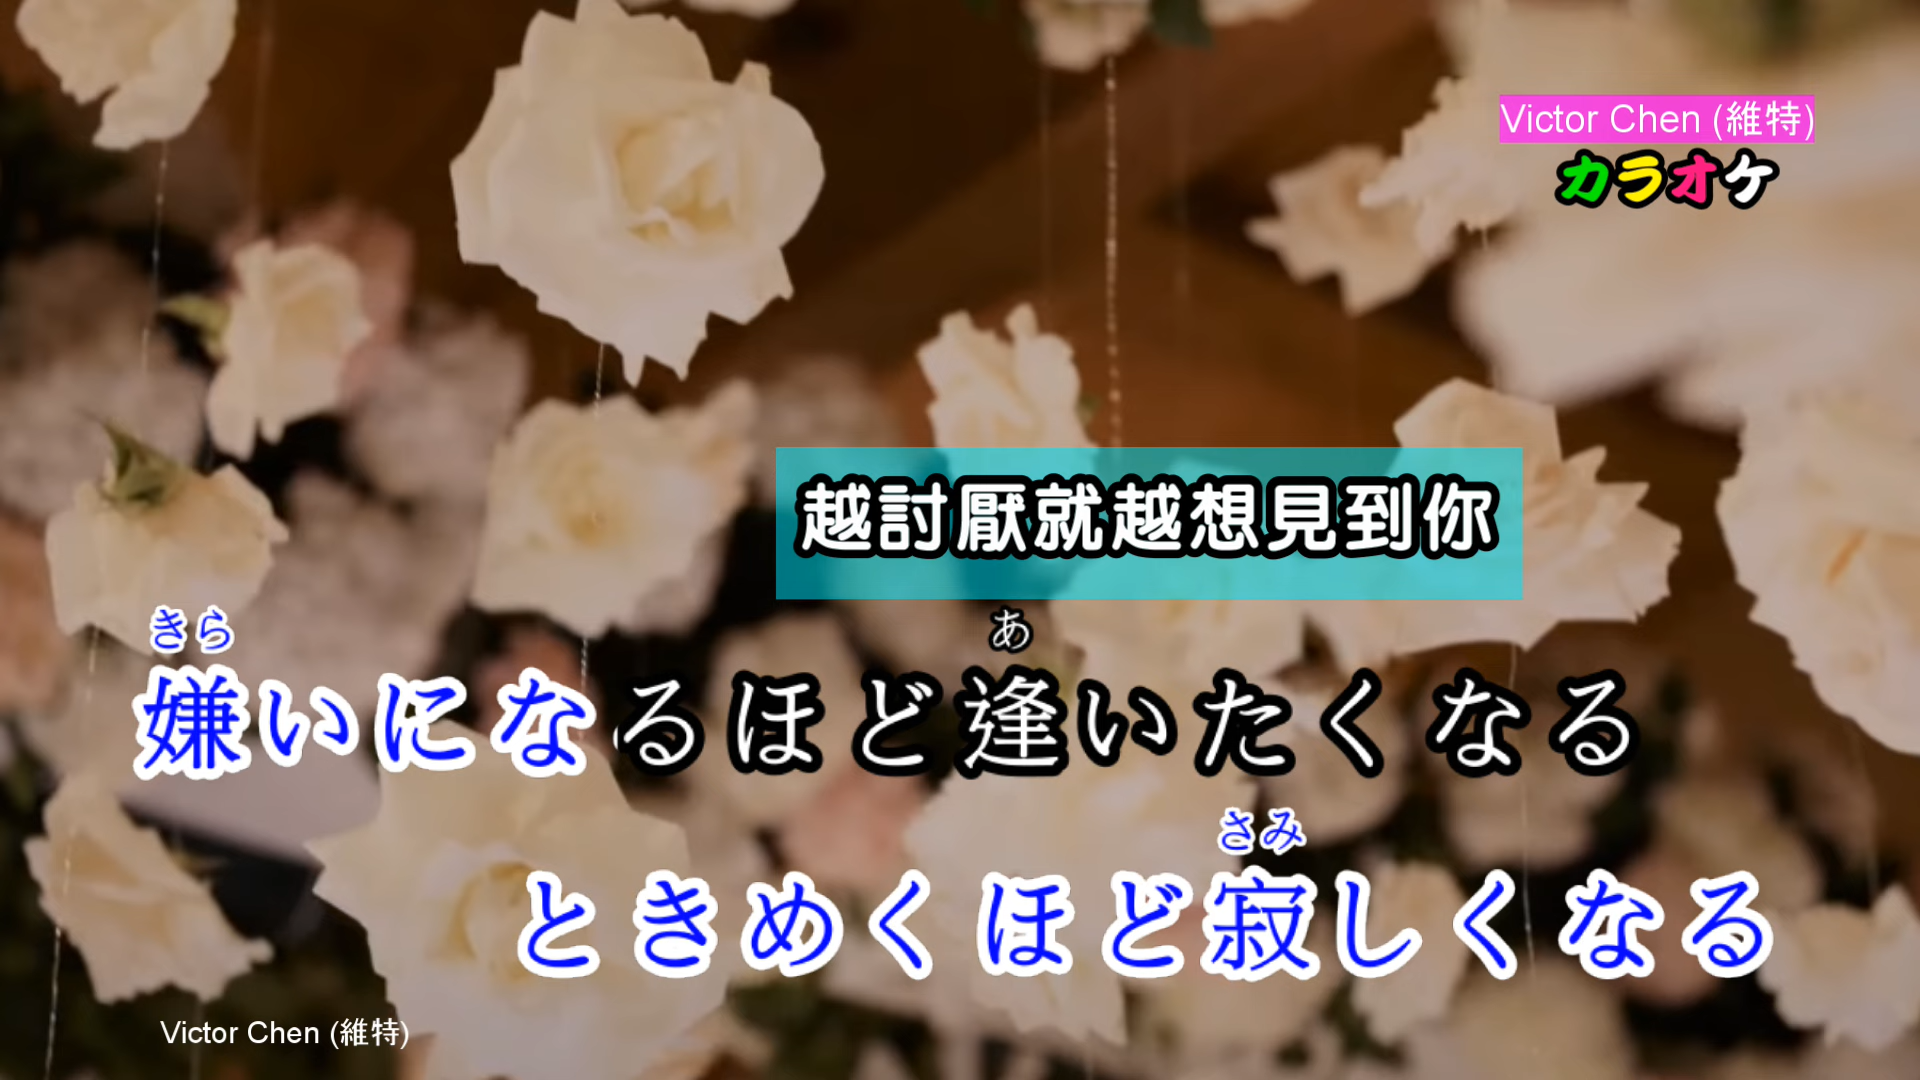 Victor Chen (維特)
カラオケ
越討厭就越想見到你
きら あ
嫌いになるほど逢いたくなる
さみ
ときめくほど寂しくなる
Victor Chen (維特)